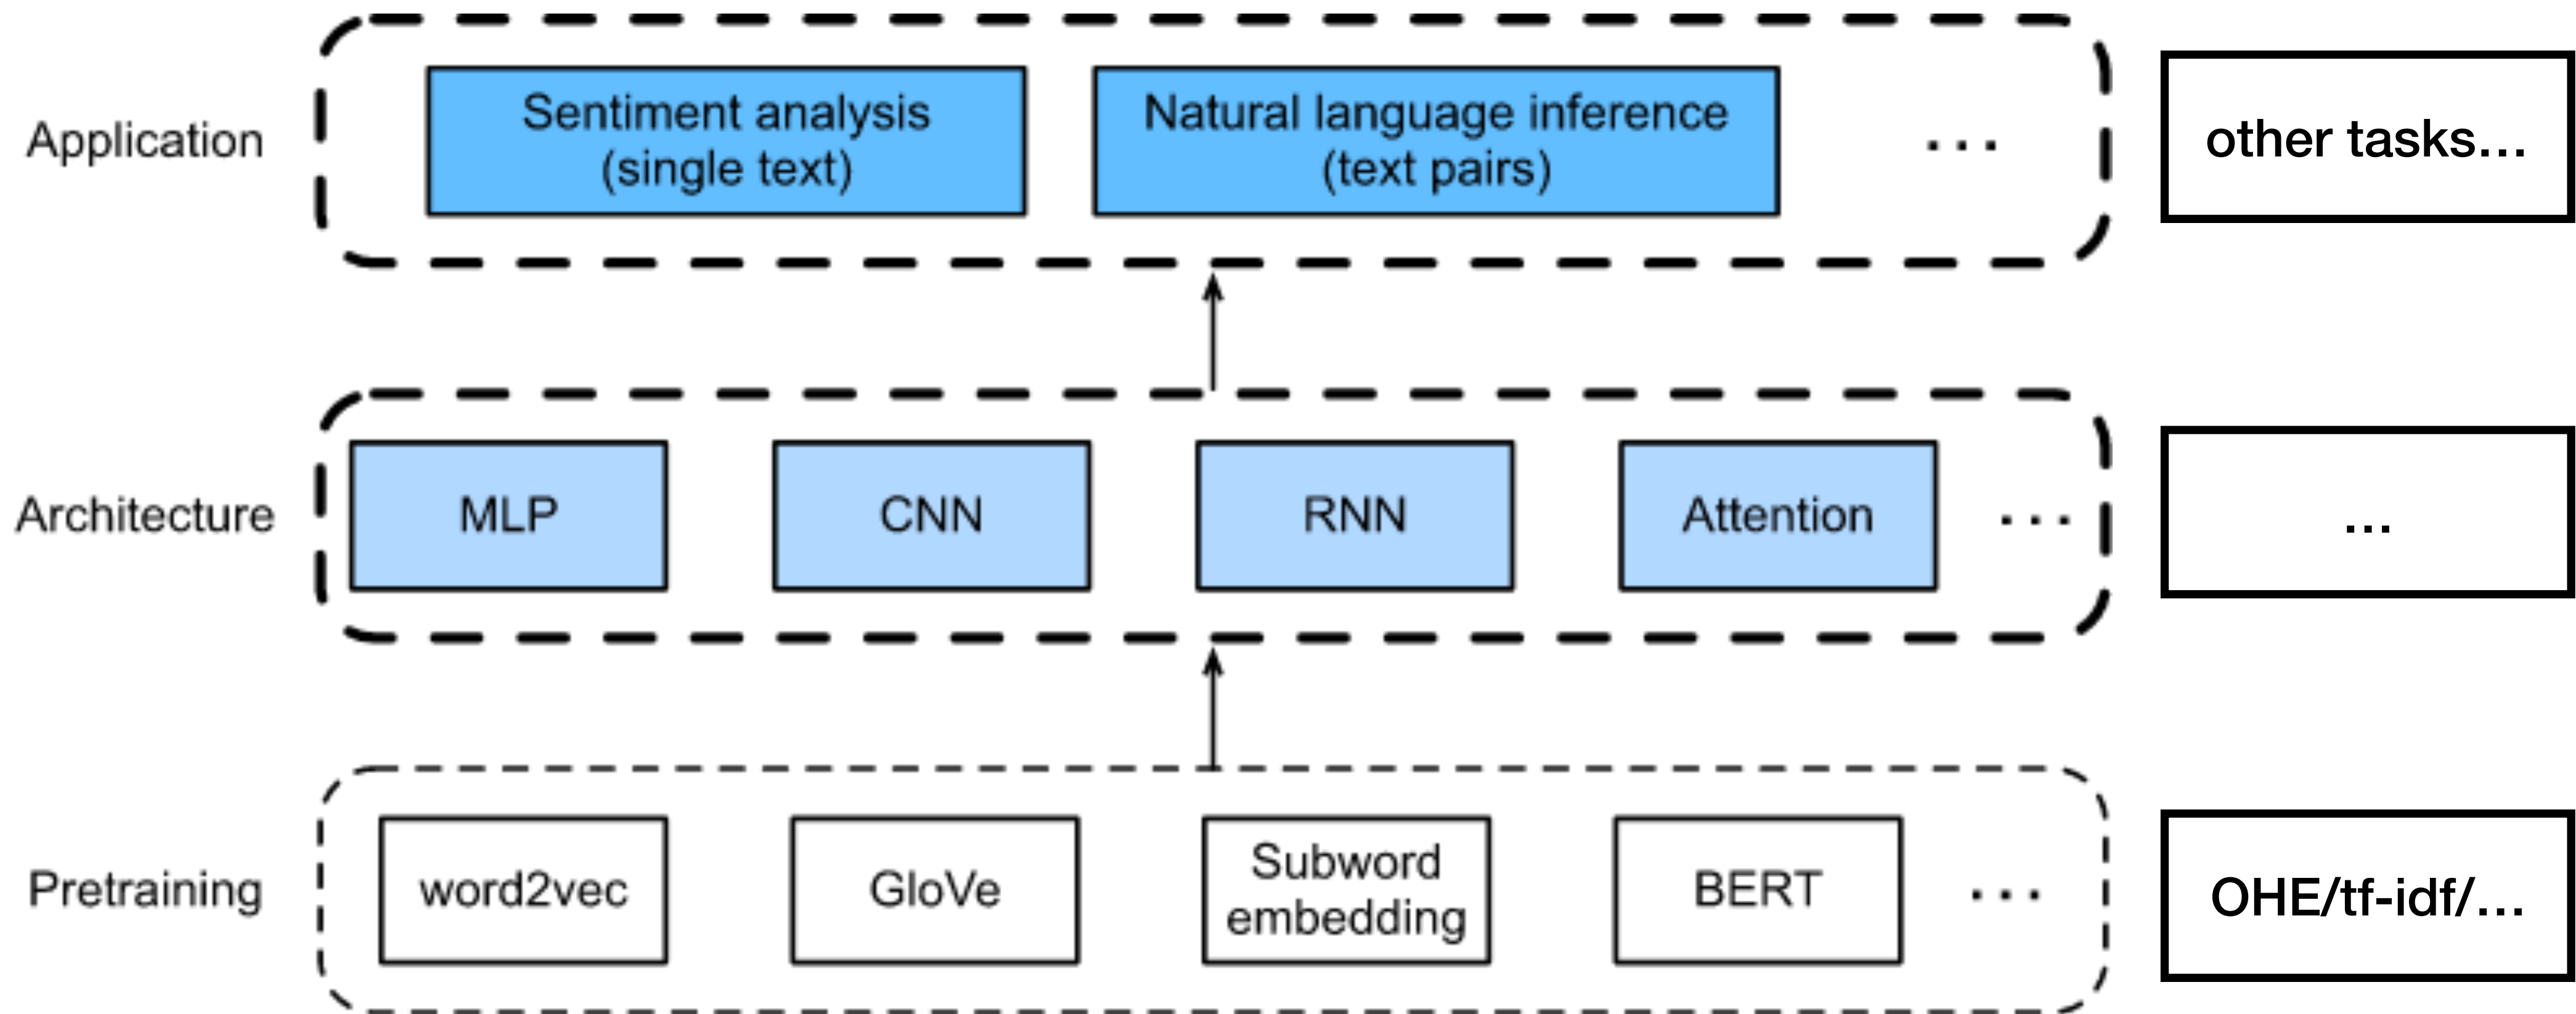 Application
Sentiment analysis
(single text)
Natural language inference
(text pairs)
...
other tasks...
Architecture
MLP
CNN
RNN
Attention
...
...
Pretraining
word2vec
GloVe
Subword
embedding
BERT
...
OHE/tf-idf/...